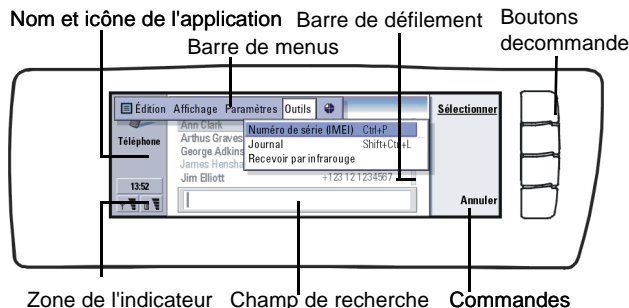 Nom et icône de l'application
Barre de défilement
Boutons
decommande
Barre de menus
Édition Affichage Paramètres Outils
Sélectionner
Téléphone
Ann Clark
Arthus Graves
George Adkins
James Hensha
Jim Elliott +123 12 1234567
Numéro de série (IMEI) Ctrl+P
Journal Shift+Ctrl+L
Recevoir par infrarouge
13:52
Annuler
Zone de l'indicateur
Champ de recherche
Commandes